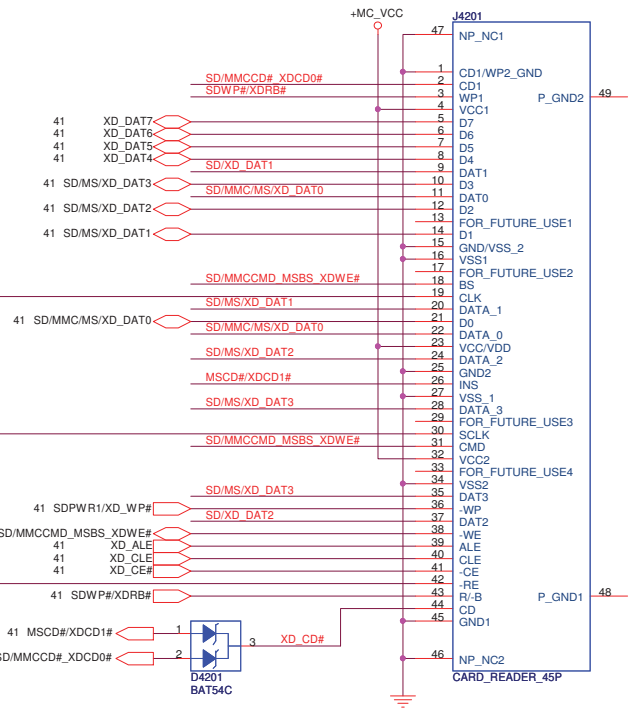 +MC_VCC
J4201
47 NP_NC1
1 CD1/WP2_GND
SD/MMCCD#_XDCD0# 2 CD1
SDWP#/XDRB# 3 WP1 P_GND2 49
4 VCC1
41 XD_DAT7 5 D7
41 XD_DAT6 6 D6
41 XD_DAT5 7 D5
41 XD_DAT4 8 D4
SD/XD_DAT1 9 DAT1
41 SD/MS/XD_DAT3 10 D3
SD/MMC/MS/XD_DAT0 11 DAT0
41 SD/MS/XD_DAT2 12 D2
13 FOR_FUTURE_USE1
41 SD/MS/XD_DAT1 14 D1
15 GND/VSS_2
16 VSS1
17 FOR_FUTURE_USE2
SD/MMCCMD_MSBS_XDWE# 18 BS
19 CLK
SD/MS/XD_DAT1 20 DATA_1
41 SD/MMC/MS/XD_DAT0 21 D0
SD/MMC/MS/XD_DAT0 22 DATA_0
23 VCC/VDD
SD/MS/XD_DAT2 24 DATA_2
25 GND2
MSCD#/XDCD1# 26 INS
27 VSS_1
SD/MS/XD_DAT3 28 DATA_3
29 FOR_FUTURE_USE3
30 SCLK
SD/MMCCMD_MSBS_XDWE# 31 CMD
32 VCC2
33 FOR_FUTURE_USE4
34 VSS2
SD/MS/XD_DAT3 35 DAT3
41 SDPWR1/XD_WP# 36 -WP
SD/XD_DAT2 37 DAT2
SD/MMCCMD_MSBS_XDWE# 38 -WE
41 XD_ALE 39 ALE
41 XD_CLE 40 CLE
41 XD_CE# 41 -CE
42 -RE
41 SDWP#/XDRB# 43 R/-B P_GND1 48
44 CD
45 GND1
41 MSCD#/XDCD1# 1
3 XD_CD#
SD/MMCCD#_XDCD0# 2 46 NP_NC2
D4201 CARD_READER_45P
BAT54C